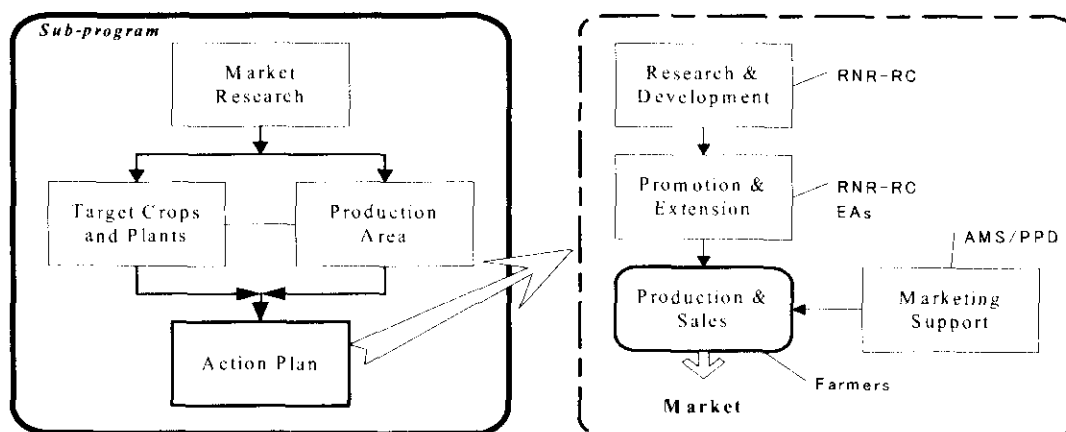 Sub-program
Market
Research
Target Crops
and Plants
Production
Area
Action Plan
Research &
Development
RNR-RC
Promotion &
Extension
RNR-RC
EAs
AMS/PPD
Production &
Sales
Marketing
Support
Farmers
Market